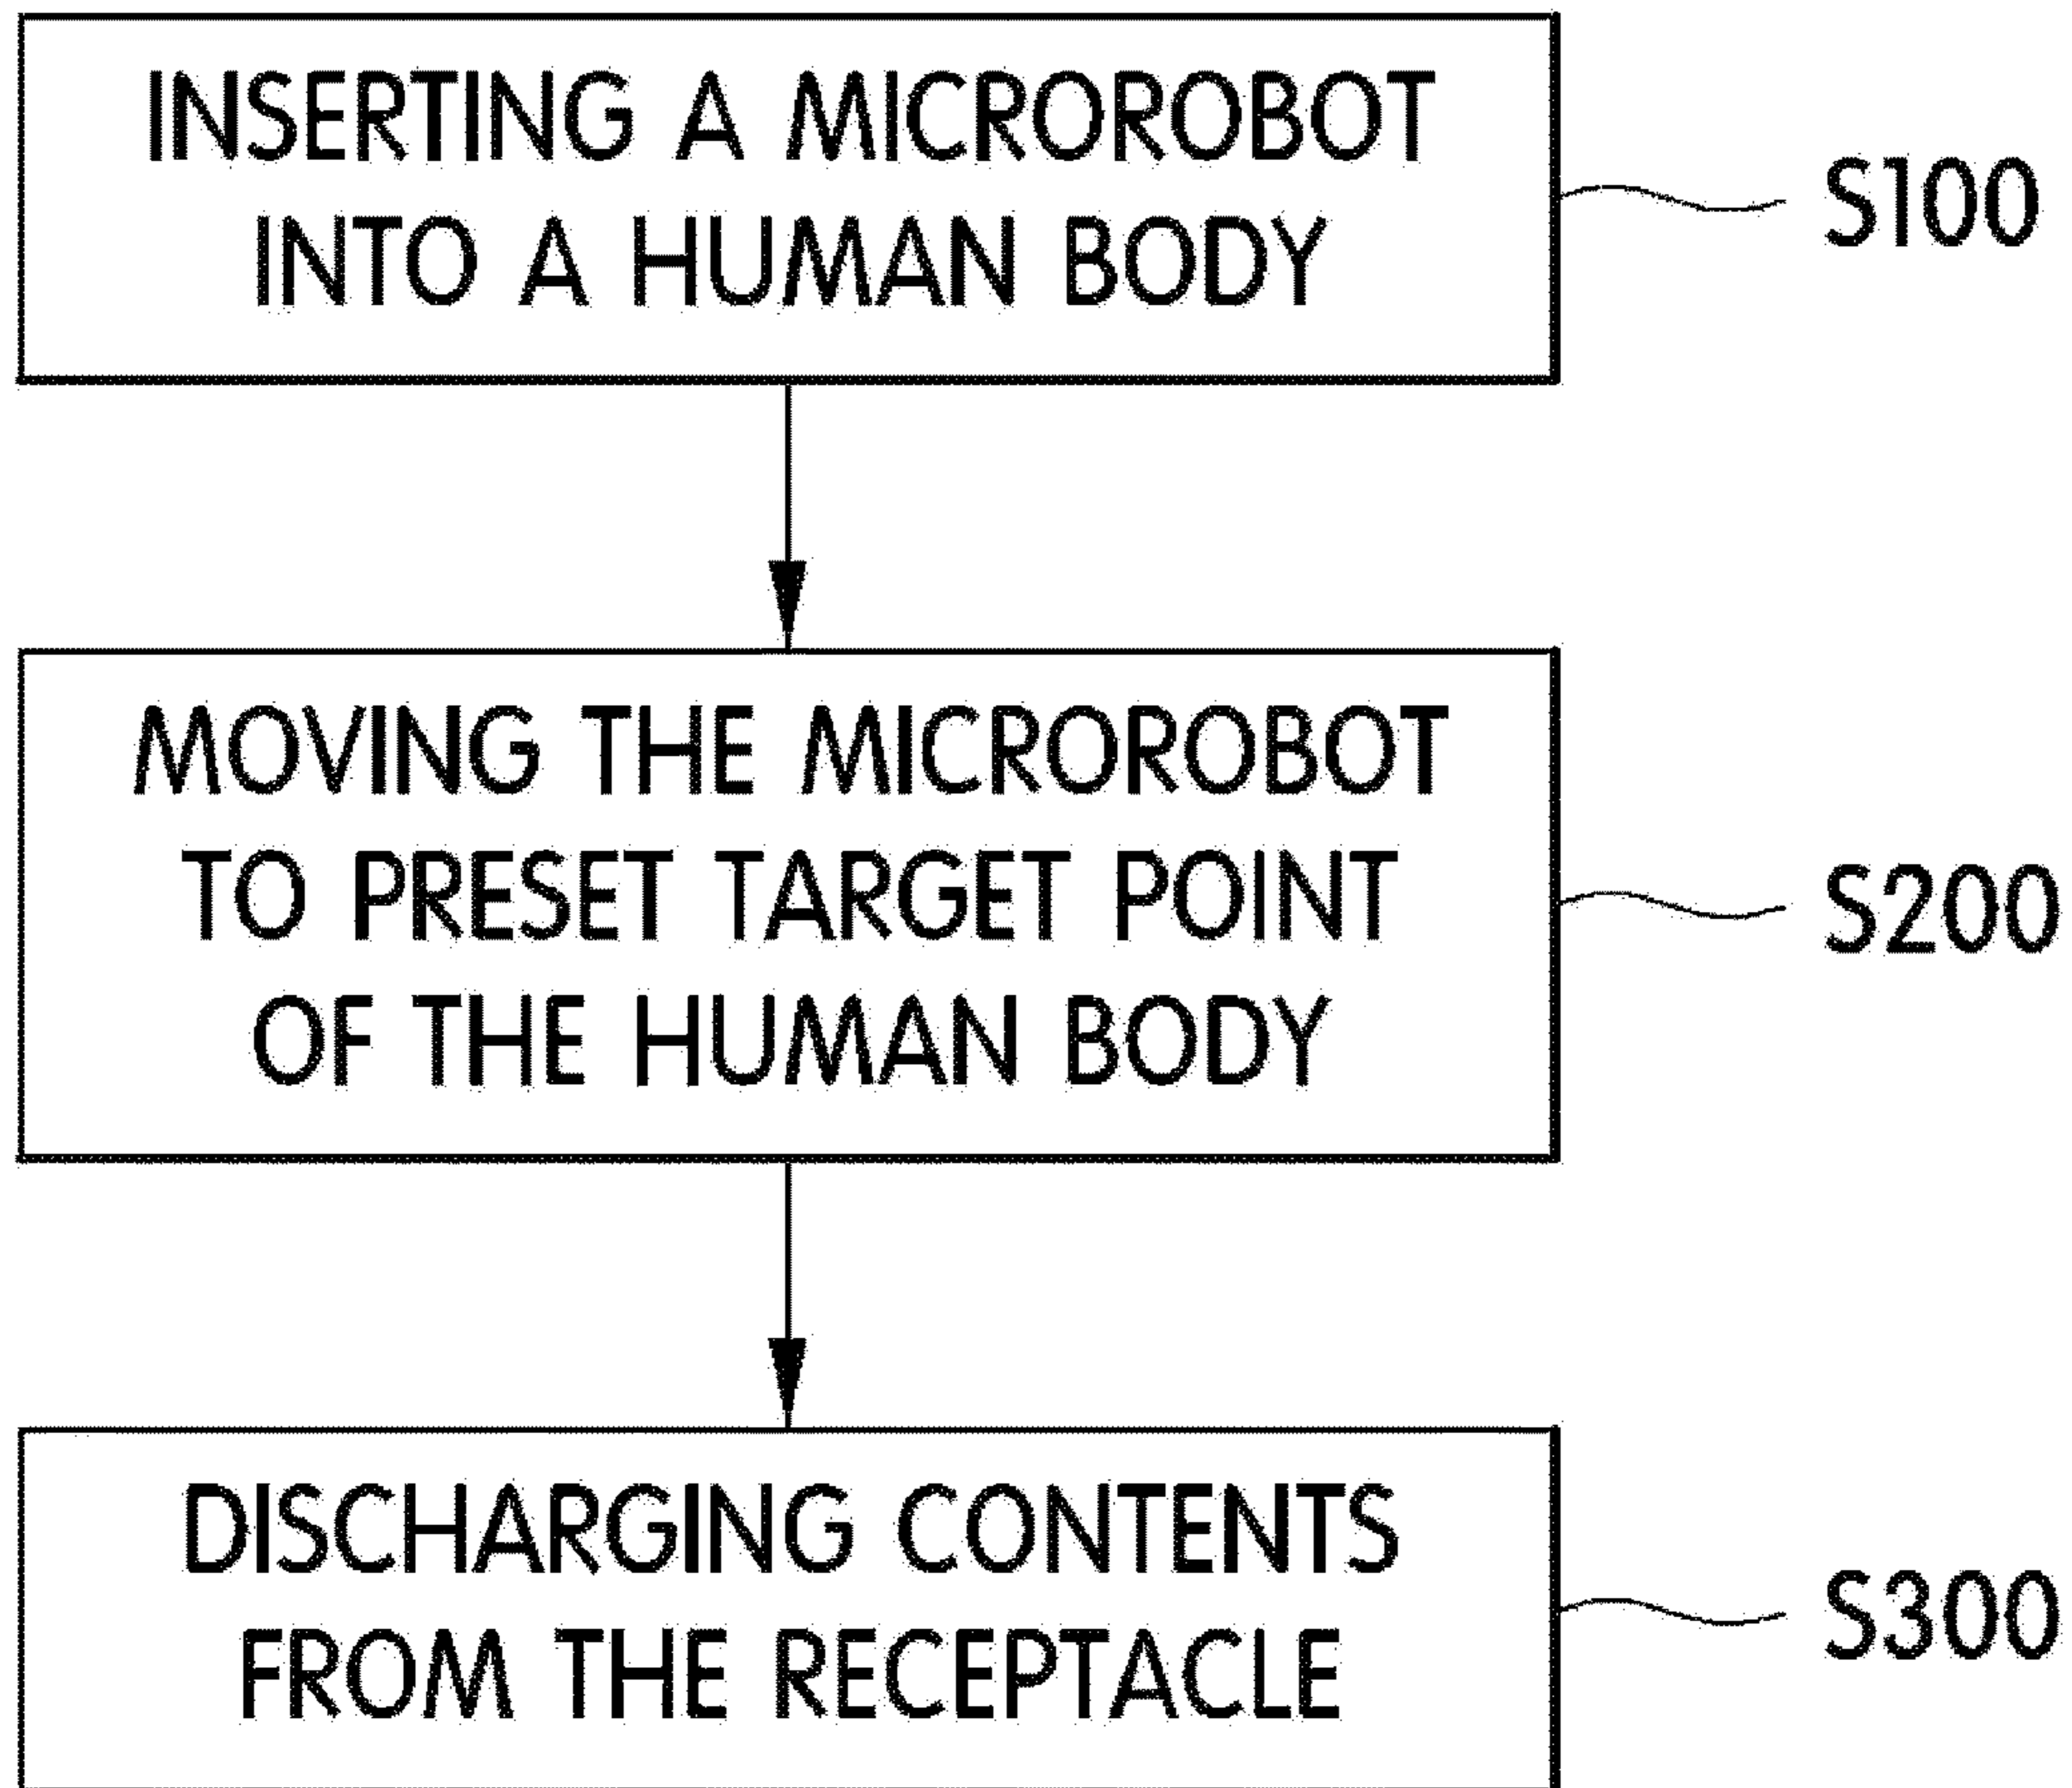 INSERTING A MICROROBOT
INTO A HUMAN BODY
S100
MOVING THE MICROROBOT
TO PRESET TARGET POINT
OF THE HUMAN BODY
S200
DISCHARGING CONTENTS
FROM THE RECEPTACLE
S300